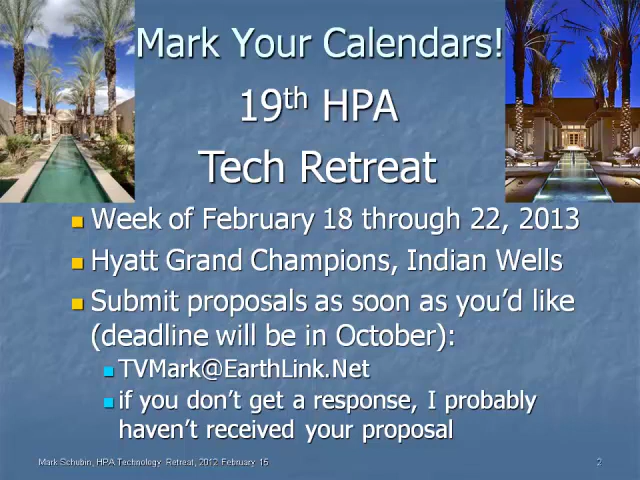 Mark Your Calendars!
19th HPA
Tech Retreat
Week of February 18 through 22, 2013
Hyatt Grand Champions, Indian Wells
Submit proposals as soon as you’d like
(deadline will be in October):
TVMark@EarthLink.Net
if you don’t get a response, I probably
haven’t received your proposal
Mark Schubin, HPA Technology Retreat, 2012 February 15
2